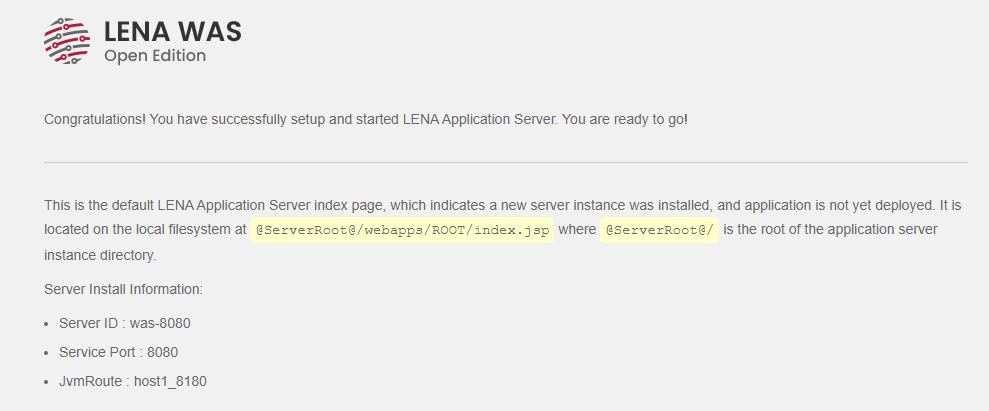 LENA WAS
Open Edition
Congratulations! You have successfully setup and started LENA Application Server. You are ready to go!
This is the default LENA Application Server index page, which indicates a new server instance was installed, and application is not yet deployed. It is
located on the local filesystem at @ServerRoot@/webapps/ROOT/index.jsp where @ServerRoot@/ is the root of the application server
instance directory.
Server Install Information:
• Server ID : was-8080
• Service Port : 8080
• JvmRoute : host1_8180